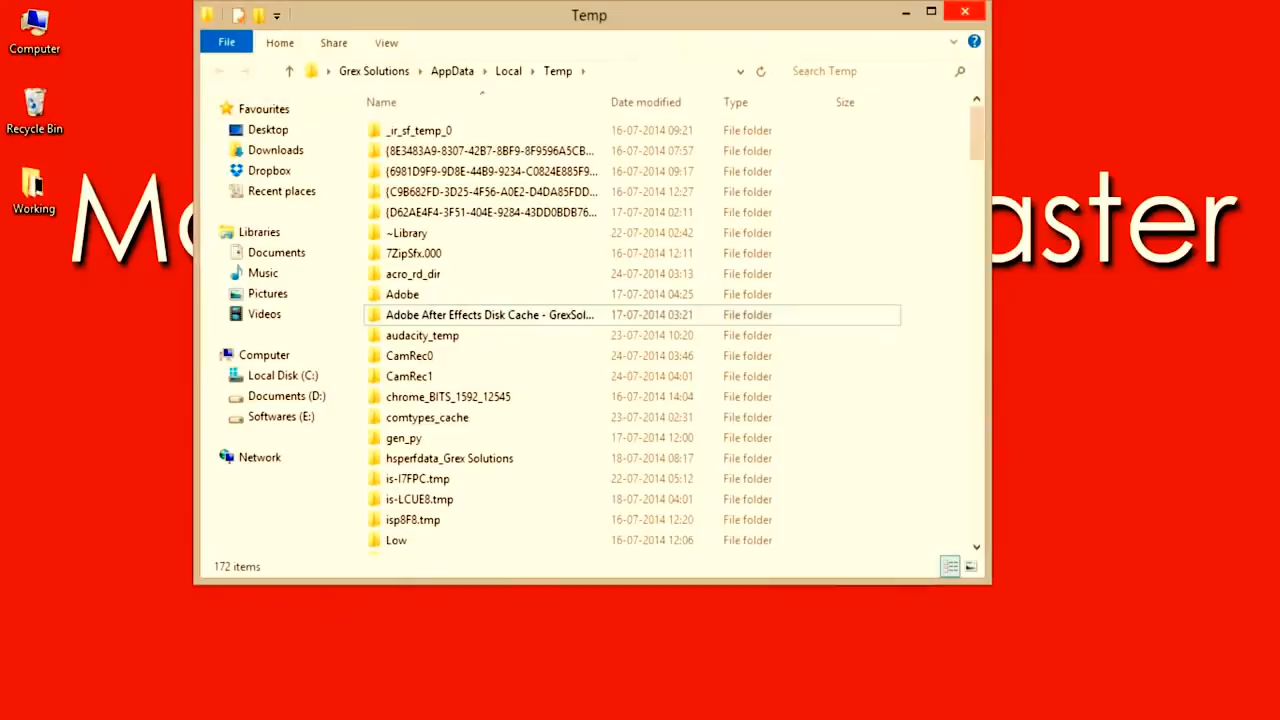 Temp
File Home Share View
Grex Solutions AppData Local Temp Search Temp
Computer
Recycle Bin
Working
M
aster
Favourites
Desktop
Downloads
Dropbox
Recent places
Libraries
Documents
Music
Pictures
Videos
Computer
Local Disk (C:)
Documents (D:)
Softwares (E:)
Network
Name Date modified Type Size
_ir_sf_temp_0 16-07-2014 09:21 File folder
{8E3483A9-8307-42B7-8BF9-8F9596A5CB... 16-07-2014 07:57 File folder
{6981D9F9-9D8E-44B9-9234-C0824E885F9... 16-07-2014 09:17 File folder
{C9B682FD-3D25-4F56-A0E2-D4DA85FDD... 16-07-2014 12:27 File folder
{D62AE4F4-3F51-404E-9284-43DD0BDB76... 17-07-2014 02:11 File folder
~Library 22-07-2014 02:42 File folder
7ZipSfx.000 16-07-2014 12:11 File folder
acro_rd_dir 24-07-2014 03:13 File folder
Adobe 17-07-2014 04:25 File folder
Adobe After Effects Disk Cache - GrexSol... 17-07-2014 03:21 File folder
audacity_temp 23-07-2014 10:20 File folder
CamRec0 24-07-2014 03:46 File folder
CamRec1 24-07-2014 04:01 File folder
chrome_BITS_1592_12545 16-07-2014 14:04 File folder
comtypes_cache 23-07-2014 02:31 File folder
gen_py 17-07-2014 12:00 File folder
hsperfdata_Grex Solutions 18-07-2014 08:17 File folder
is-I7FPC.tmp 22-07-2014 05:12 File folder
is-LCUE8.tmp 18-07-2014 04:01 File folder
isp8F8.tmp 16-07-2014 12:20 File folder
Low 16-07-2014 12:06 File folder
172 items